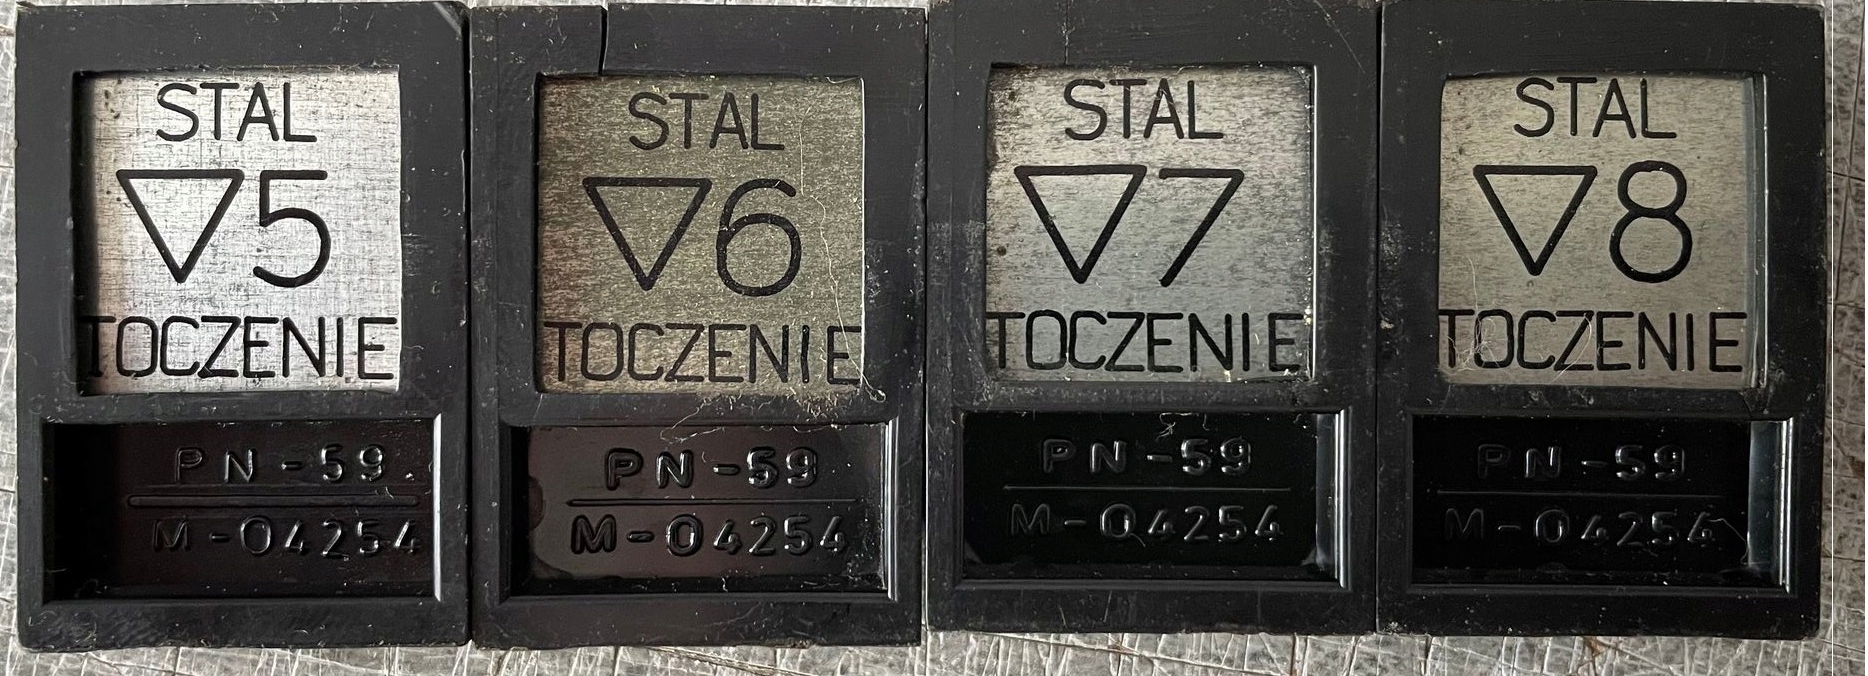 STAL
▽5
TOCZENIE
PN-59
M-04254
STAL
▽6
TOCZENIE
PN-59
M-04254
STAL
▽7
TOCZENIE
PN-59
M-04254
STAL
▽8
TOCZENIE
PN-59
M-04254